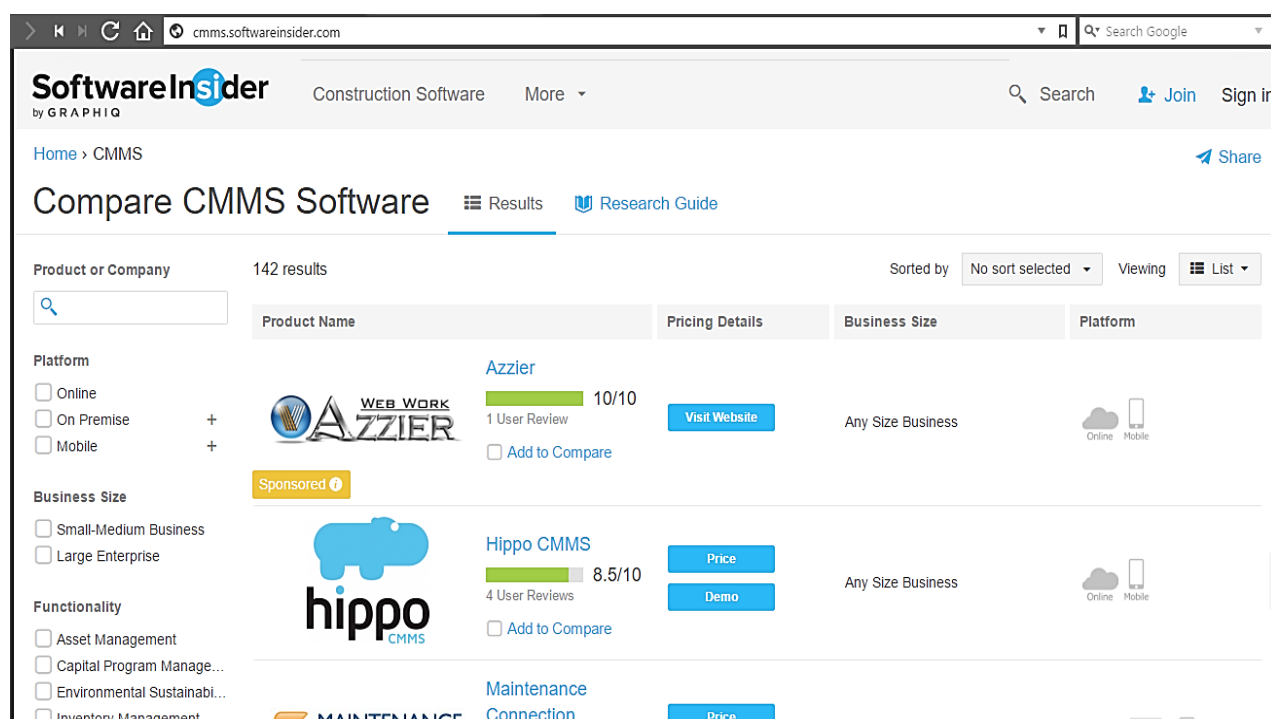 cmms.softwareinsider.com
Search Google
SoftwareInsider
by GRAPHIQ
Construction Software
More
Search
Join
Sign in
Home › CMMS
Share
Compare CMMS Software
Results
Research Guide
Product or Company
142 results
Sorted by
No sort selected
Viewing
List
Product Name
Pricing Details
Business Size
Platform
Platform
Online
On Premise +
Mobile +
Business Size
Small-Medium Business
Large Enterprise
Functionality
Asset Management
Capital Program Manage...
Environmental Sustainabi...
Inventory Management
WEB WORK
AZZIER
Sponsored
Azzier
10/10
1 User Review
Add to Compare
Visit Website
Any Size Business
Online Mobile
hippo
CMMS
Hippo CMMS
8.5/10
4 User Reviews
Add to Compare
Price
Demo
Any Size Business
Online Mobile
MAINTENANCE
Maintenance
Connection
Price